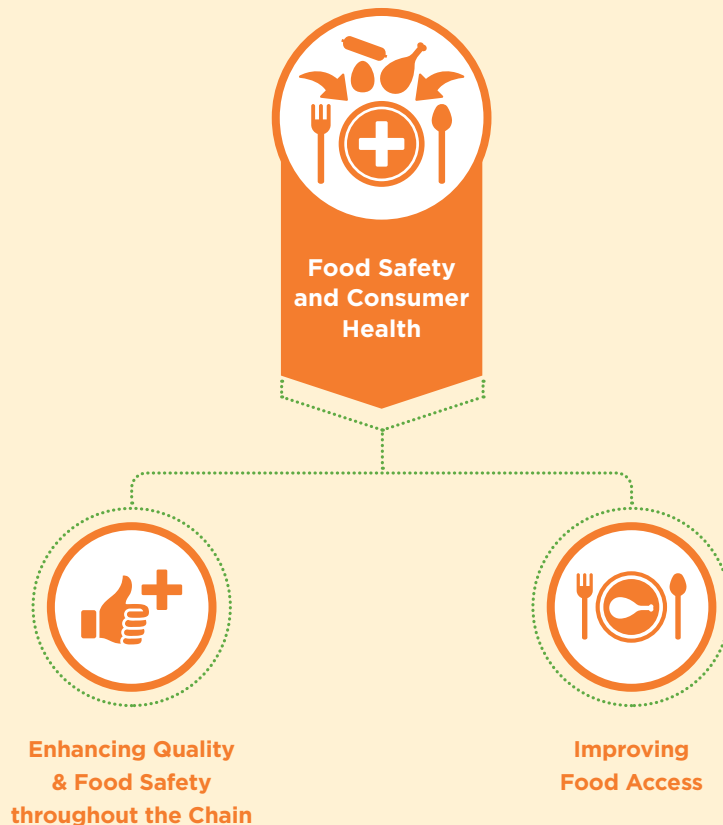 Food Safety
and Consumer
Health
Enhancing Quality
& Food Safety
throughout the Chain
Improving
Food Access